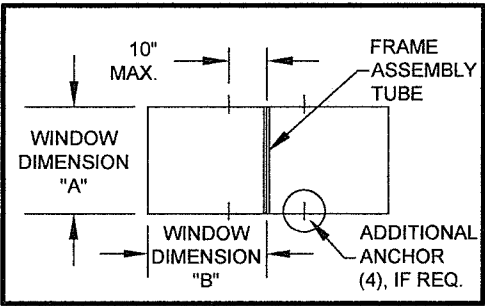 10"
MAX.
FRAME
ASSEMBLY
TUBE
WINDOW
DIMENSION
"A"
WINDOW
DIMENSION
"B"
ADDITIONAL
ANCHOR
(4), IF REQ.